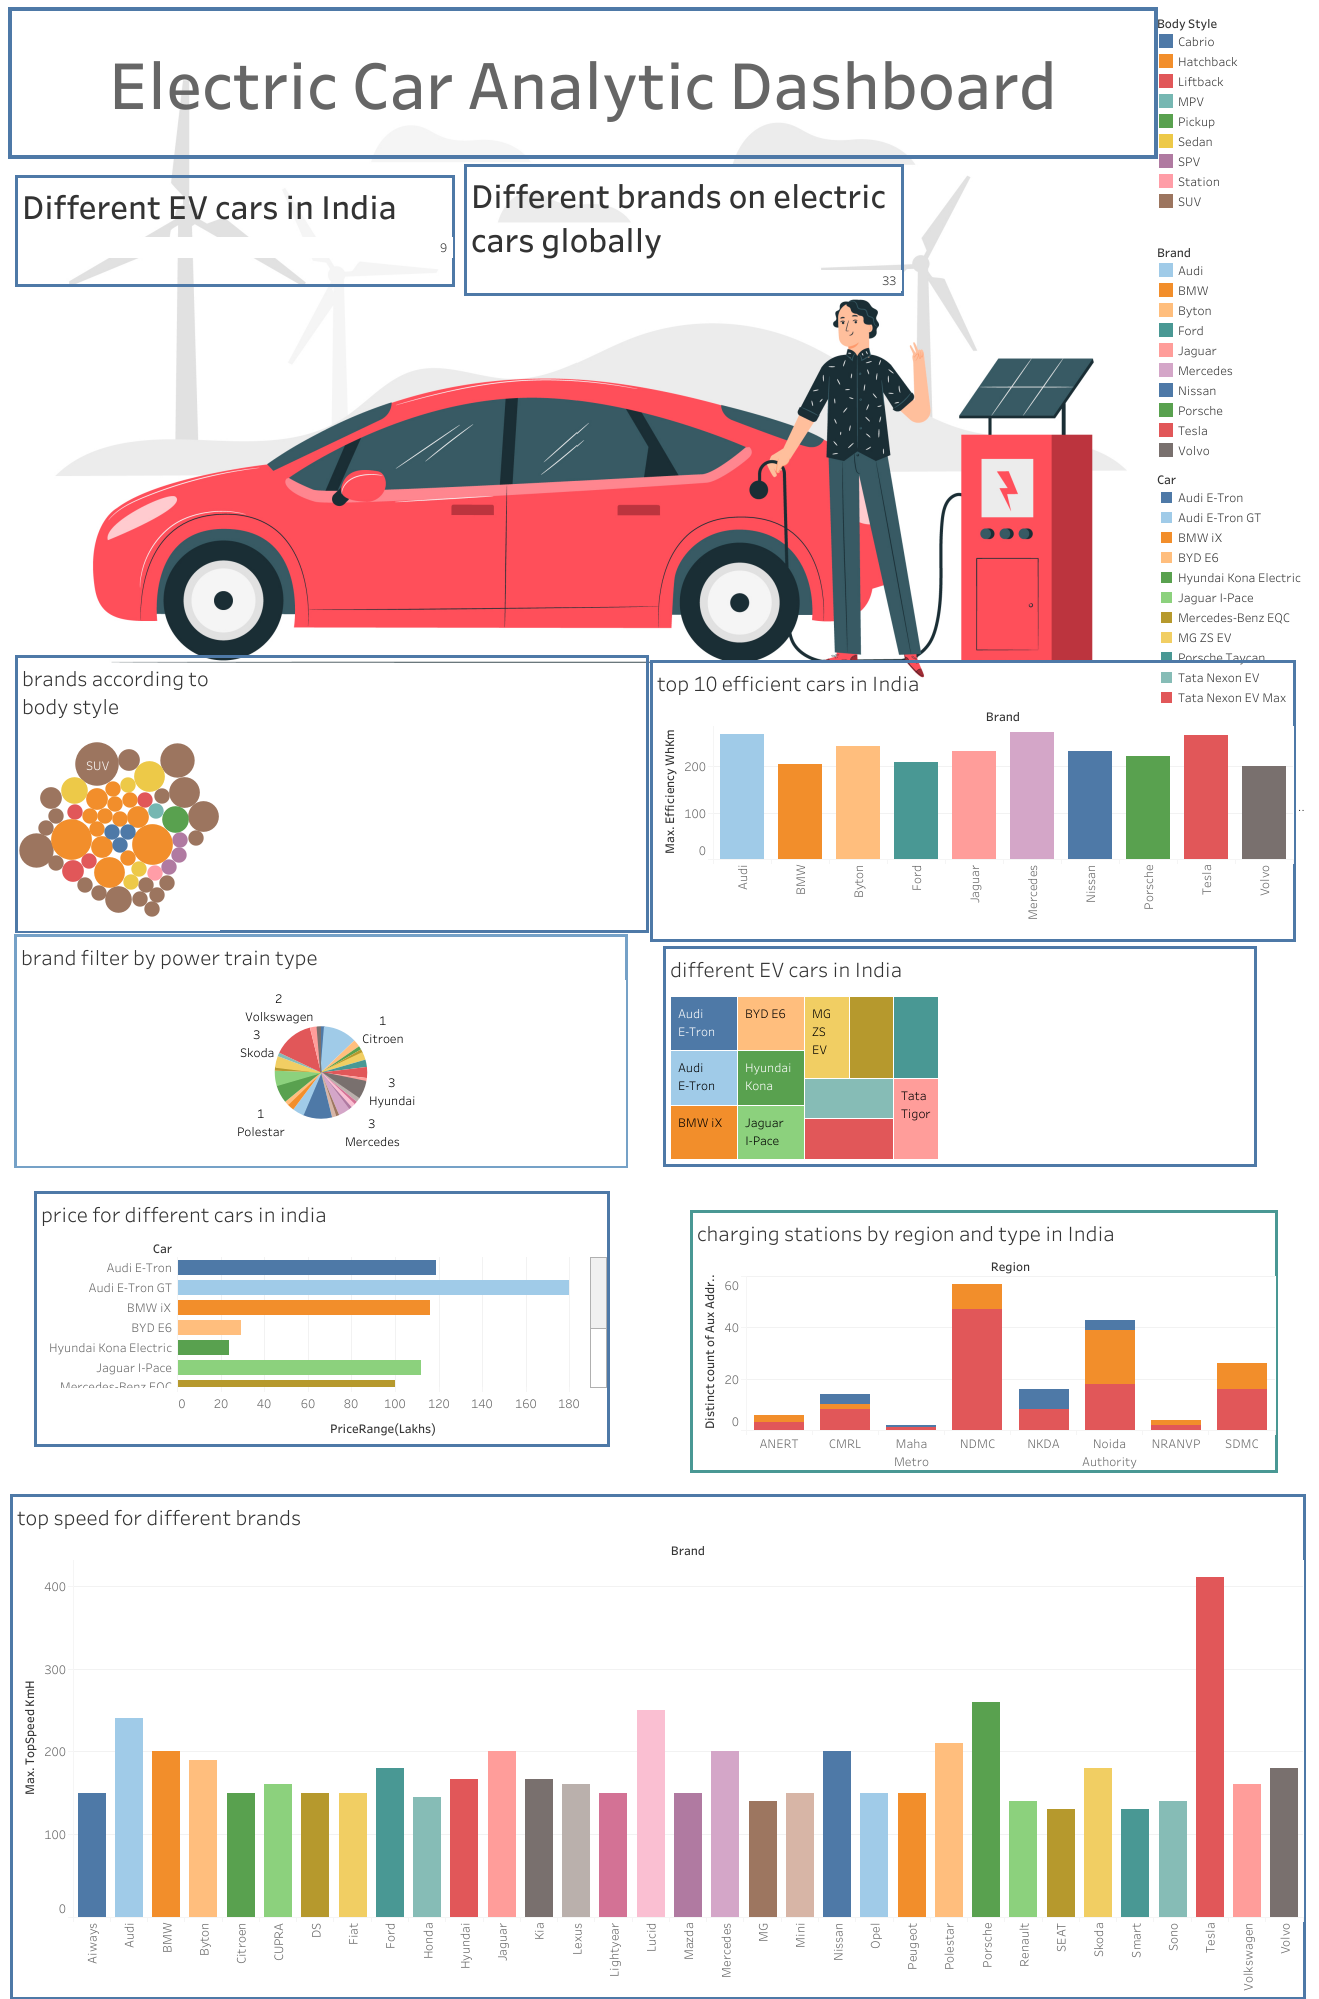 Electric Car Analytic Dashboard
Body Style
Cabrio
Hatchback
Liftback
MPV
Pickup
Sedan
SPV
Station
SUV
Different EV cars in India
9
Different brands on electric
cars globally
33
Brand
Audi
BMW
Byton
Ford
Jaguar
Mercedes
Nissan
Porsche
Tesla
Volvo
Car
Audi E-Tron
Audi E-Tron GT
BMW iX
BYD E6
Hyundai Kona Electric
Jaguar I-Pace
Mercedes-Benz EQC
MG ZS EV
Porsche Taycan
Tata Nexon EV
Tata Nexon EV Max
brands according to
body style
SUV
top 10 efficient cars in India
Brand
Max. Efficiency WhKm
200
100
0
Audi
BMW
Byton
Ford
Jaguar
Mercedes
Nissan
Porsche
Tesla
Volvo
..
brand filter by power train type
2
Volkswagen
3
Skoda
1
Polestar
1
Citroen
3
Hyundai
3
Mercedes
different EV cars in India
Audi
E-Tron
Audi
E-Tron
BMW iX
BYD E6
Hyundai
Kona
Jaguar
I-Pace
MG
ZS
EV
Tata
Tigor
price for different cars in india
Car
Audi E-Tron
Audi E-Tron GT
BMW iX
BYD E6
Hyundai Kona Electric
Jaguar I-Pace
Mercedes-Benz EQC
0 20 40 60 80 100 120 140 160 180
PriceRange(Lakhs)
charging stations by region and type in India
Region
Distinct count of Aux Addr..
60
40
20
0
ANERT
CMRL
Maha
Metro
NDMC
NKDA
Noida
Authority
NRANVP
SDMC
top speed for different brands
Brand
Max. TopSpeed KmH
400
300
200
100
0
Aiways
Audi
BMW
Byton
Citroen
CUPRA
DS
Fiat
Ford
Honda
Hyundai
Jaguar
Kia
Lexus
Lightyear
Lucid
Mazda
Mercedes
MG
Mini
Nissan
Opel
Peugeot
Polestar
Porsche
Renault
SEAT
Skoda
Smart
Sono
Tesla
Volkswagen
Volvo